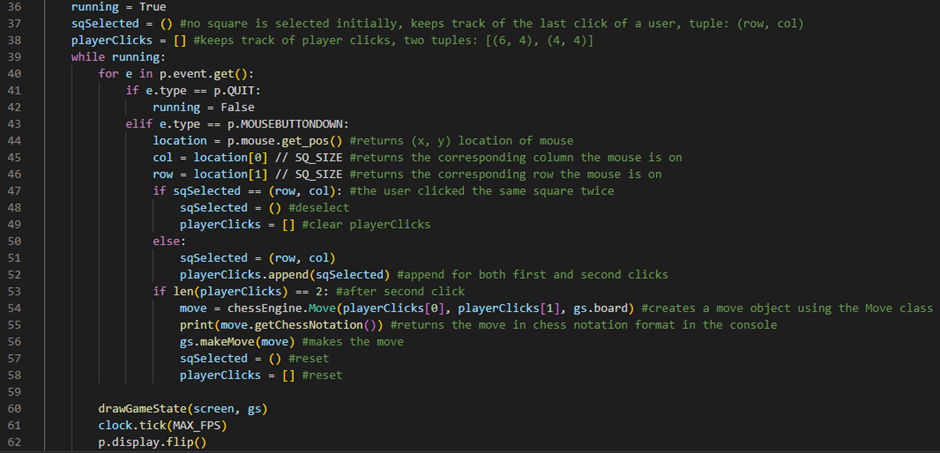 36 running = True
37 sqSelected = () #no square is selected initially, keeps track of the last click of a user, tuple: (row, col)
38 playerClicks = [] #keeps track of player clicks, two tuples: [(6, 4), (4, 4)]
39 while running:
40 for e in p.event.get():
41 if e.type == p.QUIT:
42 running = False
43 elif e.type == p.MOUSEBUTTONDOWN:
44 location = p.mouse.get_pos() #returns (x, y) location of mouse
45 col = location[0] // SQ_SIZE #returns the corresponding column the mouse is on
46 row = location[1] // SQ_SIZE #returns the corresponding row the mouse is on
47 if sqSelected == (row, col): #the user clicked the same square twice
48 sqSelected = () #deselect
49 playerClicks = [] #clear playerClicks
50 else:
51 sqSelected = (row, col)
52 playerClicks.append(sqSelected) #append for both first and second clicks
53 if len(playerClicks) == 2: #after second click
54 move = chessEngine.Move(playerClicks[0], playerClicks[1], gs.board) #creates a move object using the Move class
55 print(move.getChessNotation()) #returns the move in chess notation format in the console
56 gs.makeMove(move) #makes the move
57 sqSelected = () #reset
58 playerClicks = [] #reset
59
60 drawGameState(screen, gs)
61 clock.tick(MAX_FPS)
62 p.display.flip()